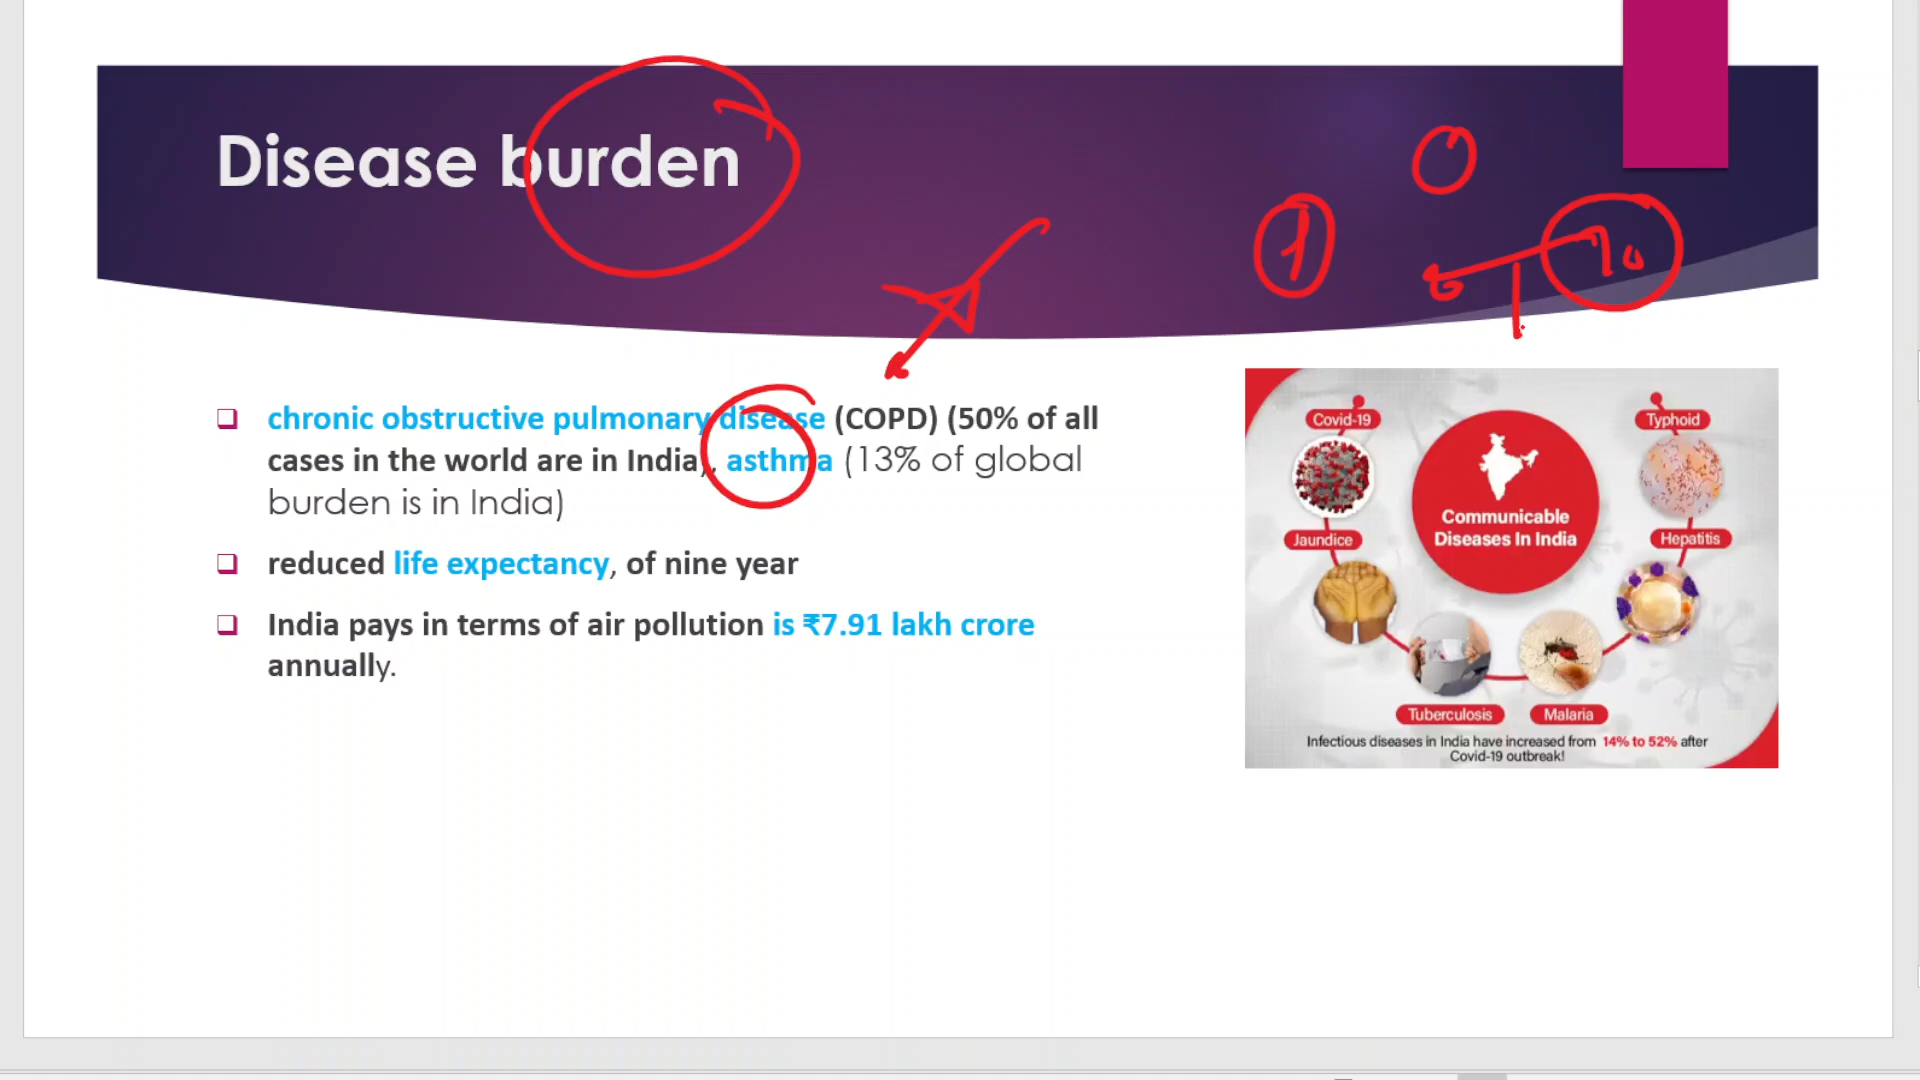 Disease burden
chronic obstructive pulmonary disease (COPD) (50% of all
cases in the world are in India), asthma (13% of global
burden is in India)
reduced life expectancy, of nine year
India pays in terms of air pollution is ₹7.91 lakh crore
annually.
Covid-19
Typhoid
Communicable
Diseases In India
Jaundice
Hepatitis
Tuberculosis
Malaria
Infectious diseases in India have increased from 14% to 52% after
Covid-19 outbreak!